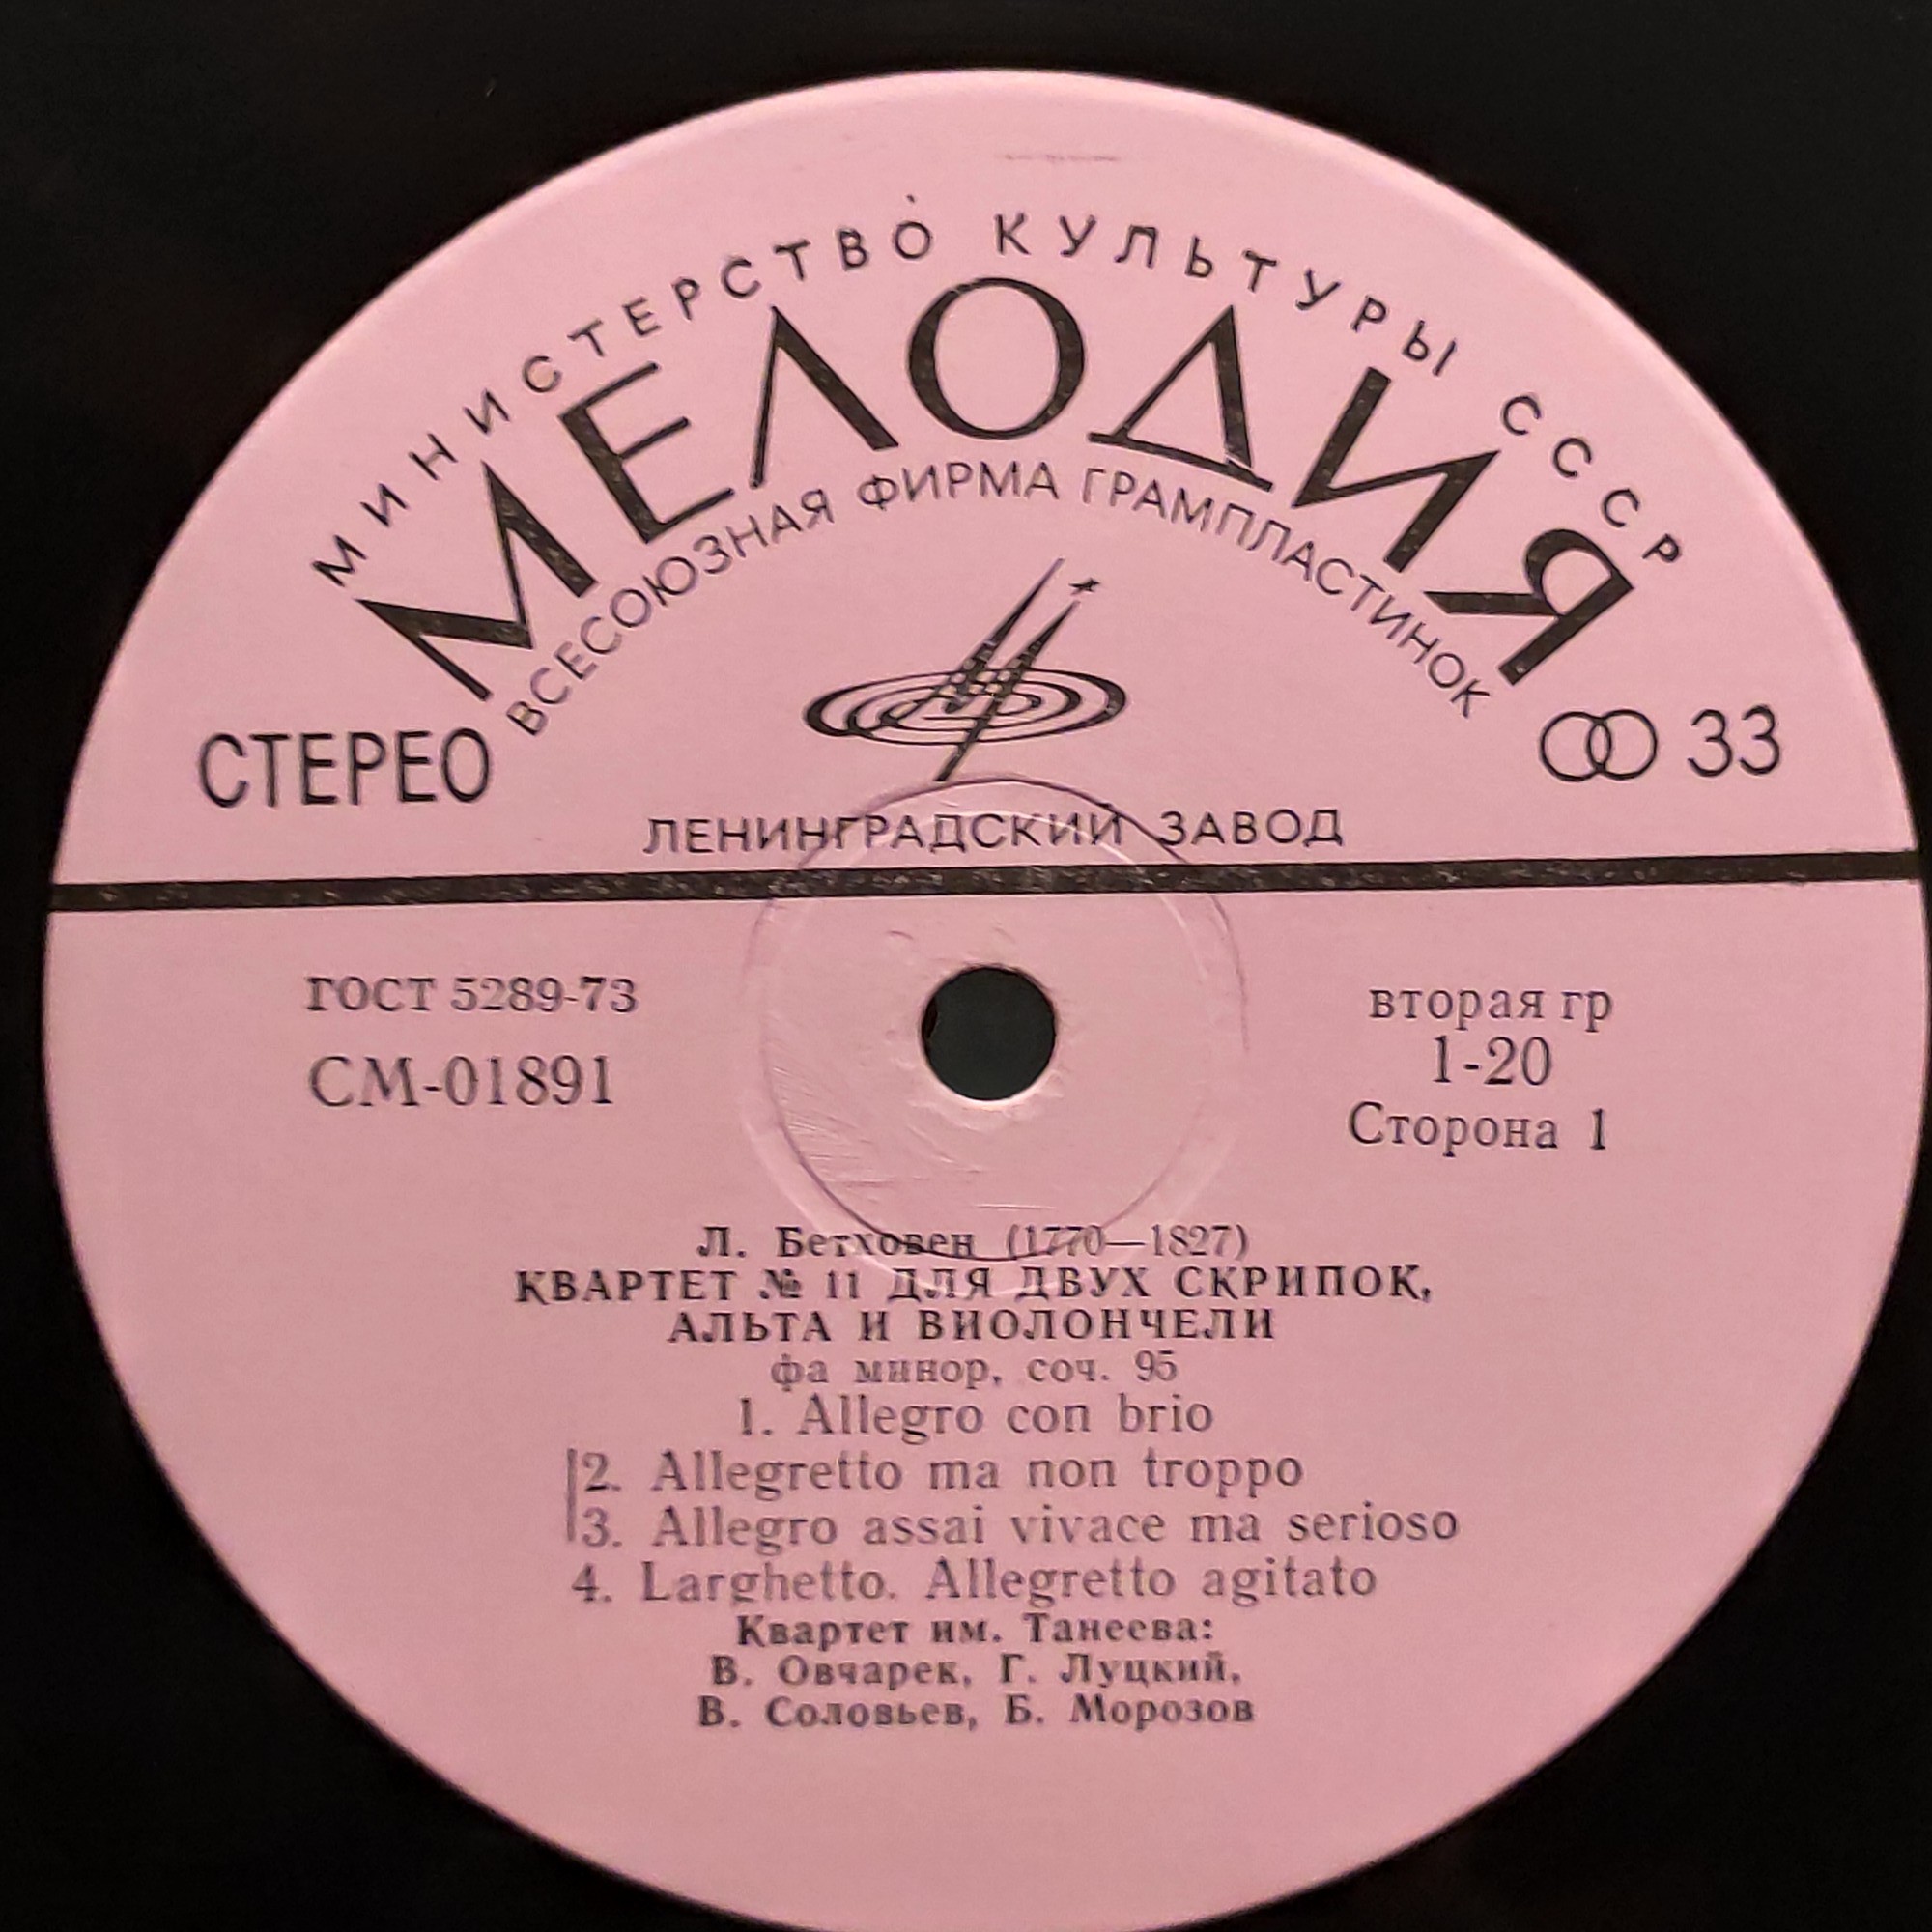 МИНИСТЕРСТВО КУЛЬТУРЫ СССР
МЕЛОДИЯ
ВСЕСОЮЗНАЯ ФИРМА ГРАМПЛАСТИНОК
СТЕРЕО
33
ЛЕНИНГРАДСКИЙ ЗАВОД
ГОСТ 5289-73
СМ-01891
вторая гр
1-20
Сторона 1
Л. Бетховен (1770—1827)
КВАРТЕТ № 11 ДЛЯ ДВУХ СКРИПОК,
АЛЬТА И ВИОЛОНЧЕЛИ
фа минор, соч. 95
1. Allegro con brio
2. Allegretto ma non troppo
3. Allegro assai vivace ma serioso
4. Larghetto. Allegretto agitato
Квартет им. Танеева:
В. Овчарек, Г. Луцкий,
В. Соловьев, Б. Морозов